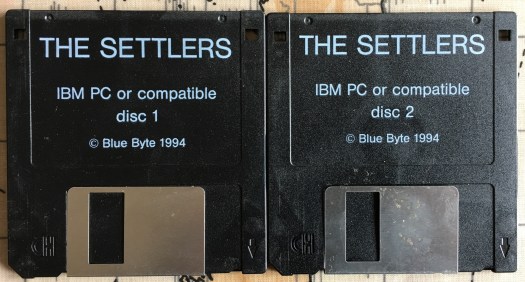 THE SETTLERS
IBM PC or compatible
disc 1
© Blue Byte 1994
THE SETTLERS
IBM PC or compatible
disc 2
© Blue Byte 1994